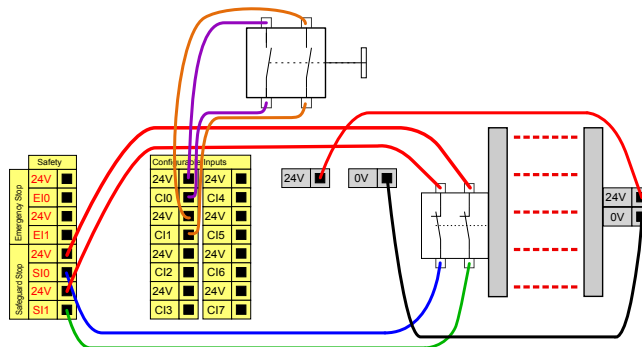 Safety
Emergency Stop
24V
EI0
24V
EI1
Safeguard Stop
24V
SI0
24V
SI1
Configurable Inputs
24V 24V
CI0 CI4
24V 24V
CI1 CI5
24V 24V
CI2 CI6
24V 24V
CI3 CI7
24V
0V
24V
0V